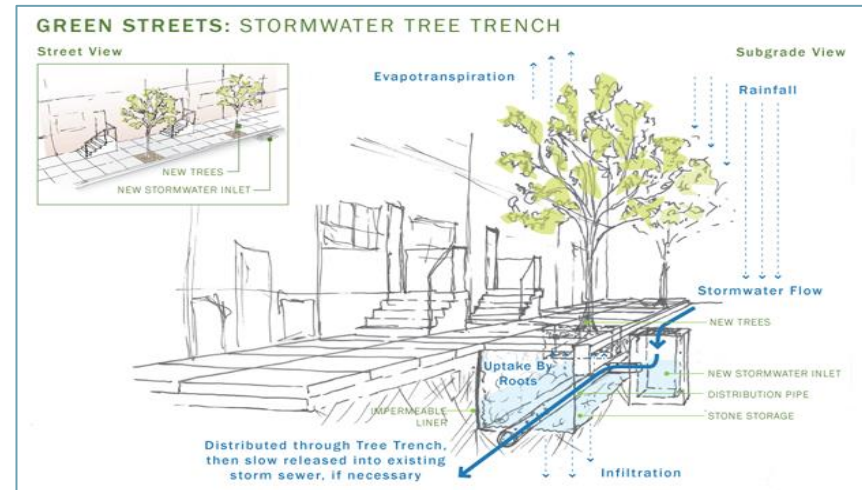 GREEN STREETS: STORMWATER TREE TRENCH
Street View
Subgrade View
NEW TREES
NEW STORMWATER INLET
Evapotranspiration
Rainfall
Stormwater Flow
NEW TREES
Uptake By
Roots
NEW STORMWATER INLET
DISTRIBUTION PIPE
IMPERMEABLE
LINER
STONE STORAGE
Distributed through Tree Trench,
then slow released into existing
storm sewer, if necessary
Infiltration